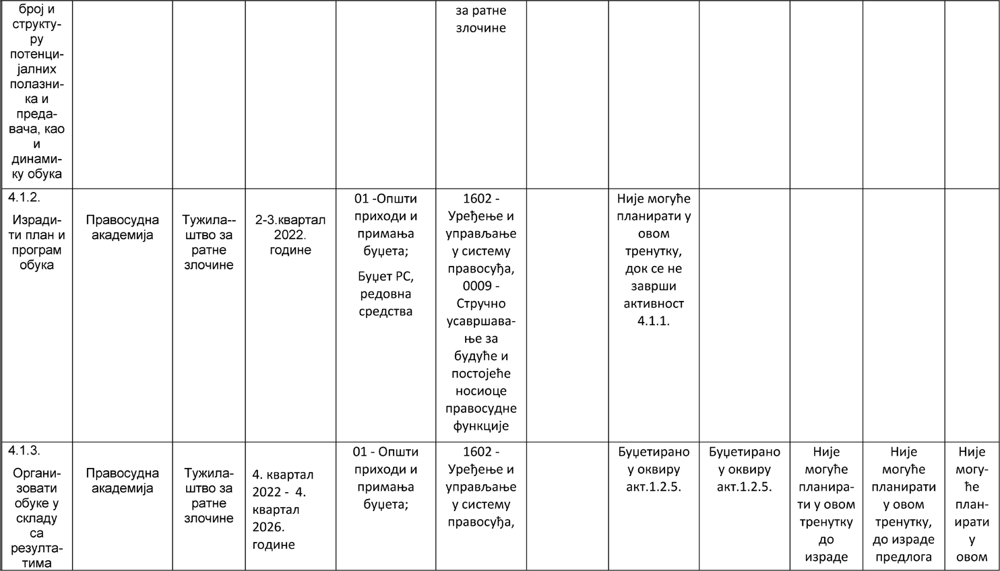 број и
структу-
ру
потенци-
јалних
полазни-
ка и
преда-
вача, као
и
динами-
ку обука
за ратне
злочине
4.1.2.
Изради-
ти план и
програм
обука
Правосудна
академија
Тужила--
штво за
ратне
злочине
2-3.квартал
2022.
године
01 -Општи
приходи и
примања
буџета;
Буџет РС,
редовна
средства
1602 -
Уређење и
управљање
у систему
правосуђа,
0009 -
Стручно
усавршава-
ње за
будуће и
постојеће
носиоце
правосудне
функције
Није могуће
планирати у
овом
тренутку,
док се не
заврши
активност
4.1.1.
4.1.3.
Органи-
зовати
обуке у
складу
са
резулта-
тима
Правосудна
академија
Тужила-
штво за
ратне
злочине
4. квартал
2022 -  4.
квартал
2026.
године
01 - Општи
приходи и
примања
буџета;
1602 -
Уређење и
управљање
у систему
правосуђа,
Буџетирано
у оквиру
акт.1.2.5.
Буџетирано
у оквиру
акт.1.2.5.
Није
могуће
планира-
ти у овом
тренутку
до
израде
Није
могуће
планирати
у овом
тренутку,
до израде
предлога
Није
могу-
ће
план-
ирати
у
овом